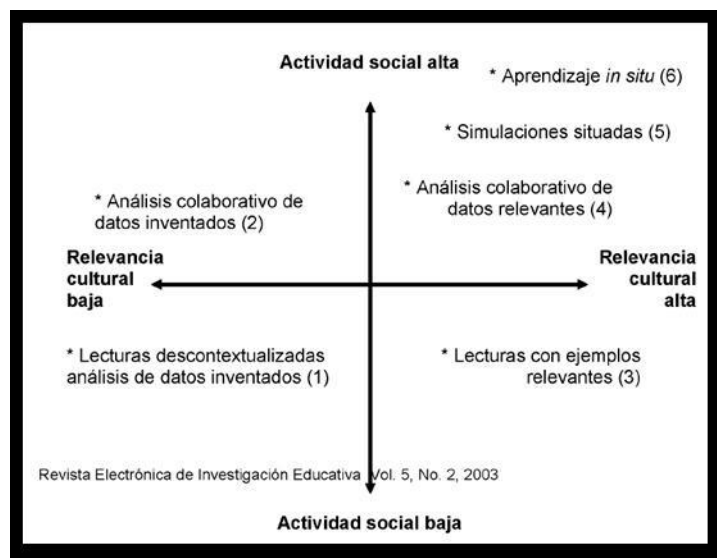 Actividad social alta
* Aprendizaje in situ (6)
* Simulaciones situadas (5)
* Análisis colaborativo de
datos inventados (2)
* Análisis colaborativo de
datos relevantes (4)
Relevancia
cultural
baja
Relevancia
cultural
alta
* Lecturas descontextualizadas
análisis de datos inventados (1)
* Lecturas con ejemplos
relevantes (3)
Revista Electrónica de Investigación Educativa Vol. 5, No. 2, 2003
Actividad social baja